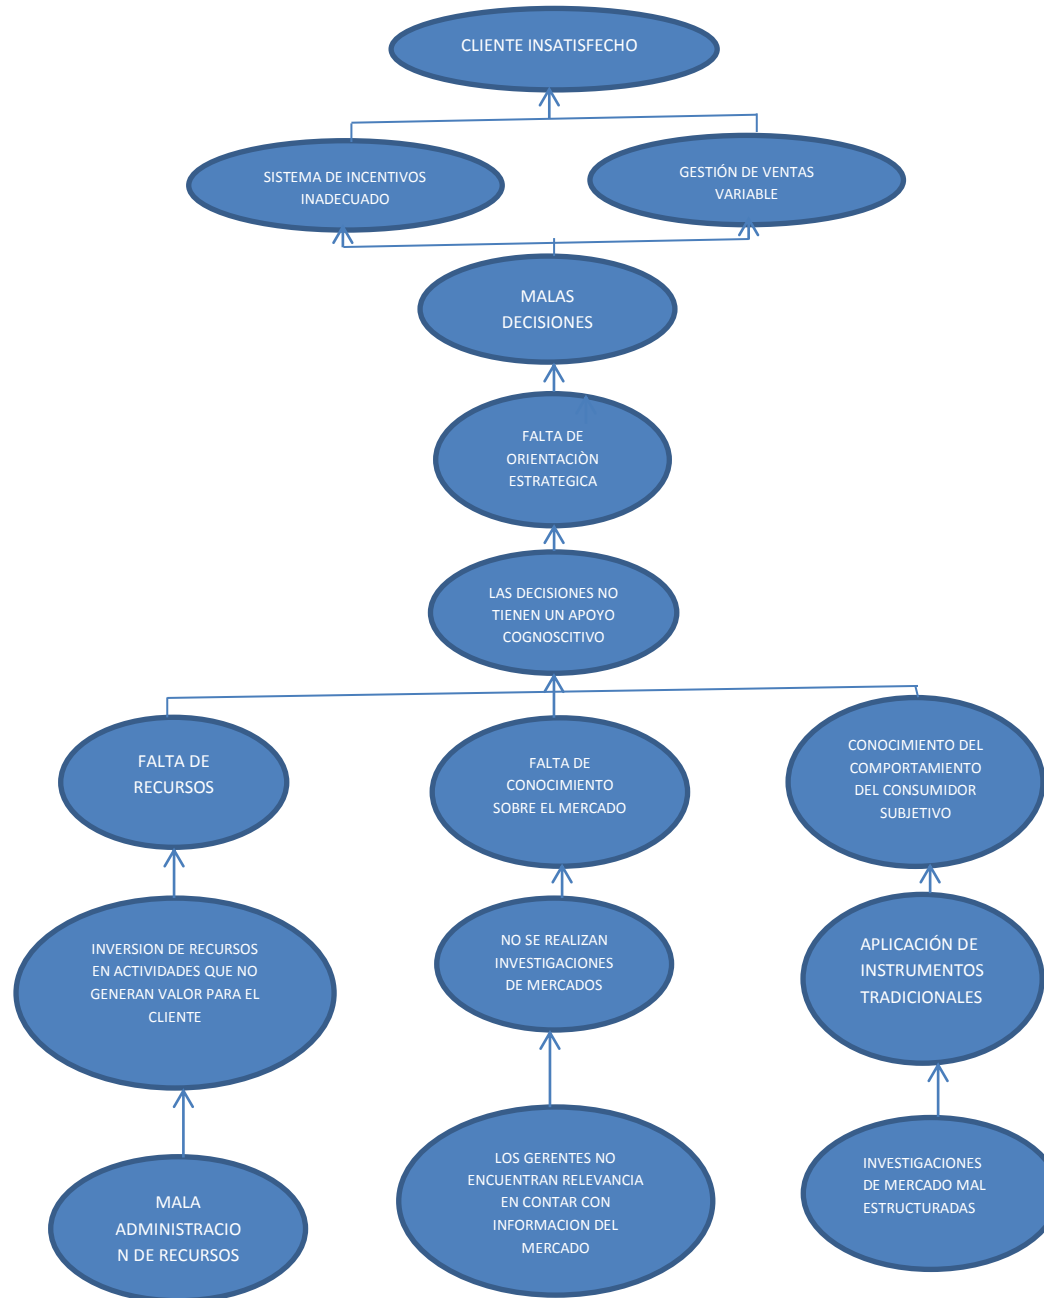 CLIENTE INSATISFECHO
SISTEMA DE INCENTIVOS
INADECUADO
GESTIÓN DE VENTAS
VARIABLE
MALAS
DECISIONES
FALTA DE
ORIENTACIÒN
ESTRATEGICA
LAS DECISIONES NO
TIENEN UN APOYO
COGNOSCITIVO
FALTA DE
RECURSOS
FALTA DE
CONOCIMIENTO
SOBRE EL MERCADO
CONOCIMIENTO DEL
COMPORTAMIENTO
DEL CONSUMIDOR
SUBJETIVO
INVERSION DE RECURSOS
EN ACTIVIDADES QUE NO
GENERAN VALOR PARA EL
CLIENTE
NO SE REALIZAN
INVESTIGACIONES
DE MERCADOS
APLICACIÓN DE
INSTRUMENTOS
TRADICIONALES
MALA
ADMINISTRACIO
N DE RECURSOS
LOS GERENTES NO
ENCUENTRAN RELEVANCIA
EN CONTAR CON
INFORMACION DEL
MERCADO
INVESTIGACIONES
DE MERCADO MAL
ESTRUCTURADAS